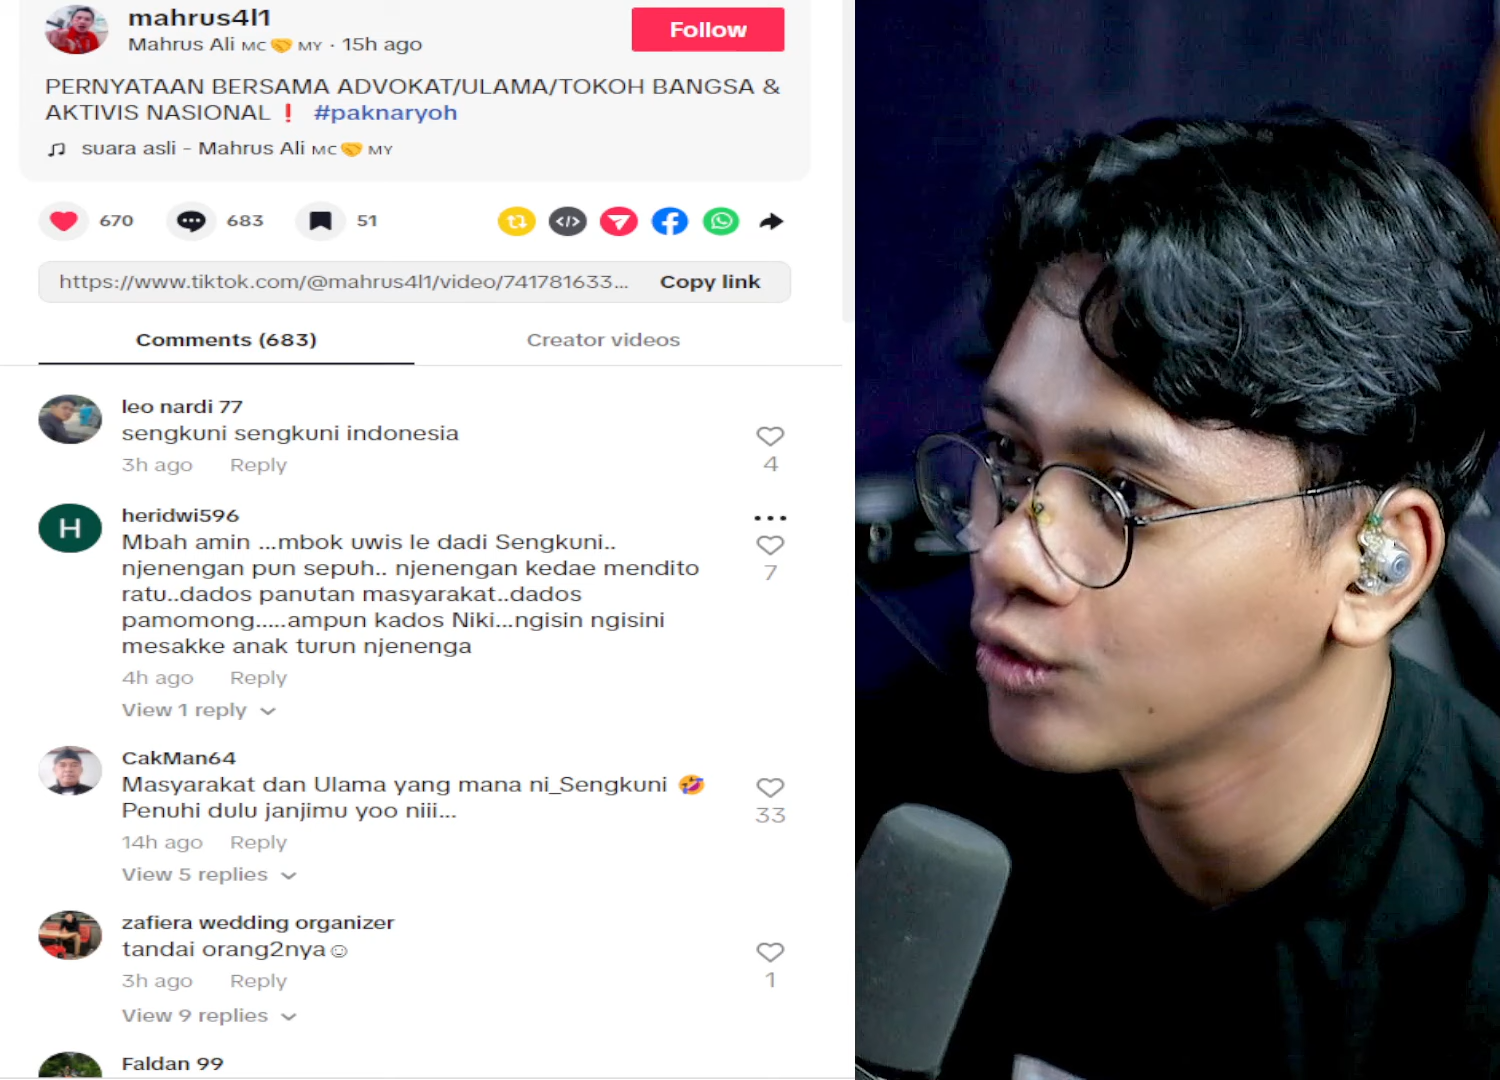 mahrus4l1
Mahrus Ali MC🤝 MY · 15h ago
Follow
PERNYATAAN BERSAMA ADVOKAT/ULAMA/TOKOH BANGSA &
AKTIVIS NASIONAL❗ #paknaryoh
suara asli - Mahrus Ali MC🤝 MY
670
683
51
https://www.tiktok.com/@mahrus4l1/video/741781633...
Copy link
Comments (683)
Creator videos
leo nardi 77
sengkuni sengkuni indonesia
3h ago Reply
4
H
heridwi596
Mbah amin ...mbok uwis le dadi Sengkuni..
njenengan pun sepuh.. njenengan kedae mendito
ratu..dados panutan masyarakat..dados
pamomong.....ampun kados Niki...ngisin ngisini
mesakke anak turun njenenga
7
4h ago Reply
View 1 reply
CakMan64
Masyarakat dan Ulama yang mana ni_Sengkuni 🤣
Penuhi dulu janjimu yoo niii...
33
14h ago Reply
View 5 replies
zafiera wedding organizer
tandai orang2nya☺
3h ago Reply
1
View 9 replies
Faldan 99